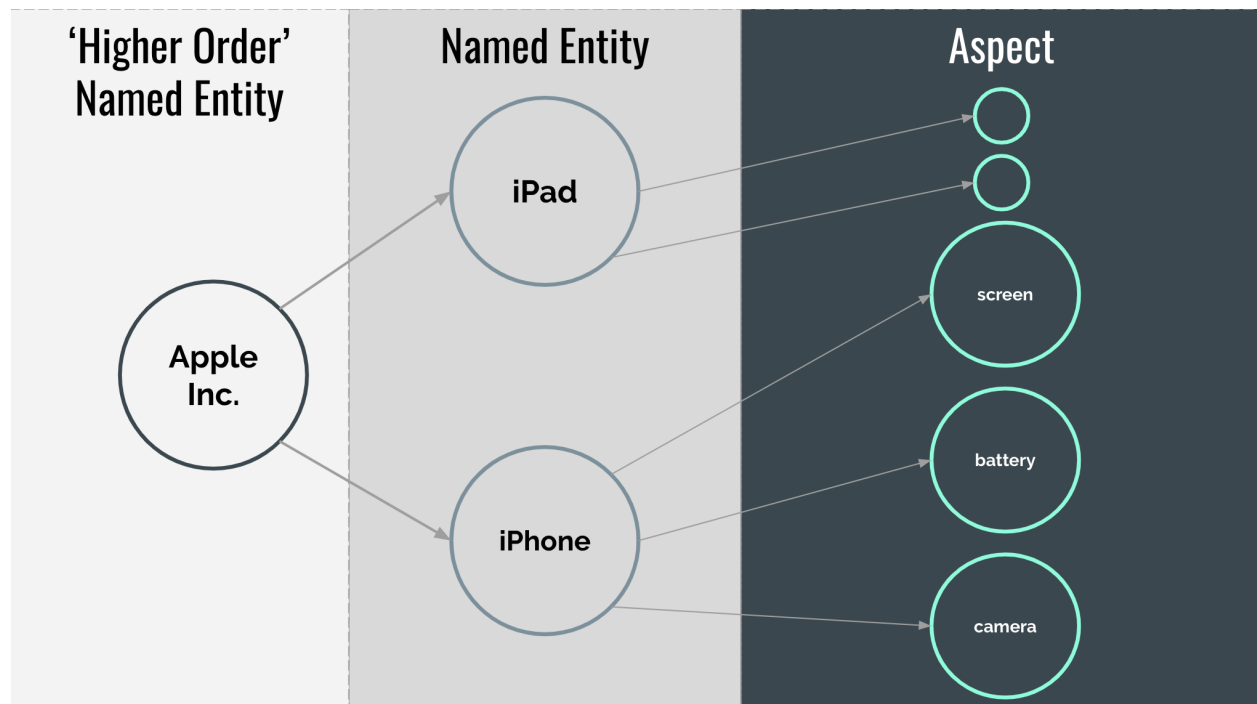 ‘Higher Order’
Named Entity
Named Entity
Aspect
iPad
Apple
Inc.
iPhone
screen
battery
camera